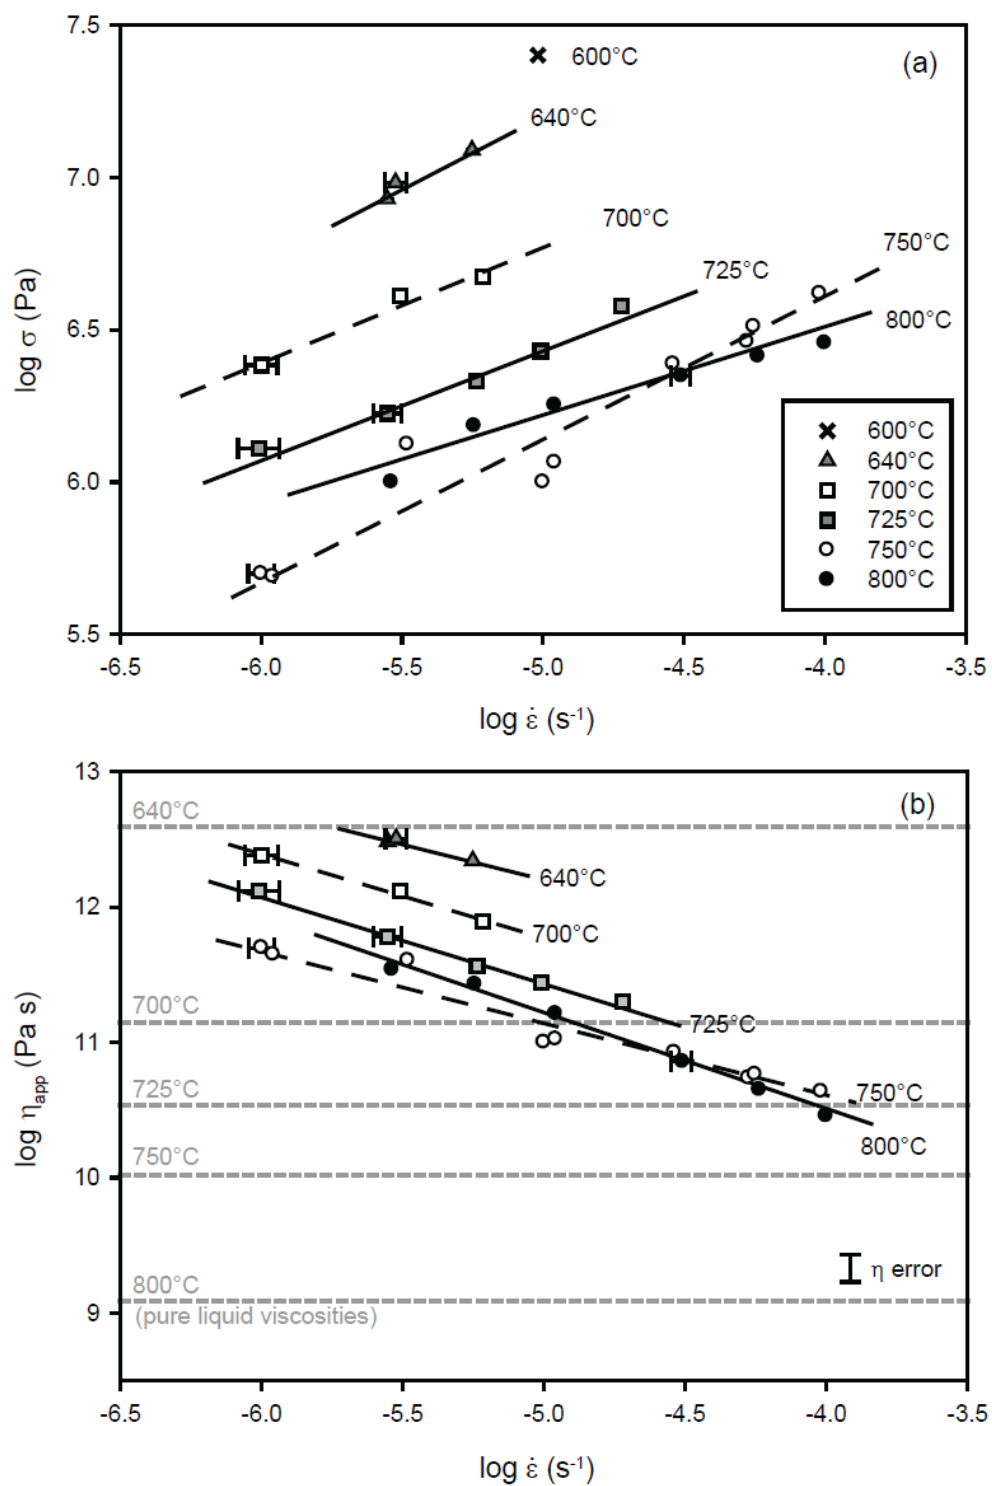 (a)
7.5
7.0
6.5
6.0
5.5
log σ (Pa)
600°C
640°C
700°C
725°C
750°C
800°C
600°C
640°C
700°C
725°C
750°C
800°C
-6.5 -6.0 -5.5 -5.0 -4.5 -4.0 -3.5
log ε̇ (s⁻¹)
(b)
13
12
11
10
9
log ηapp (Pa s)
640°C
700°C
725°C
750°C
800°C
(pure liquid viscosities)
640°C
700°C
725°C
750°C
800°C
η error
-6.5 -6.0 -5.5 -5.0 -4.5 -4.0 -3.5
log ε̇ (s⁻¹)